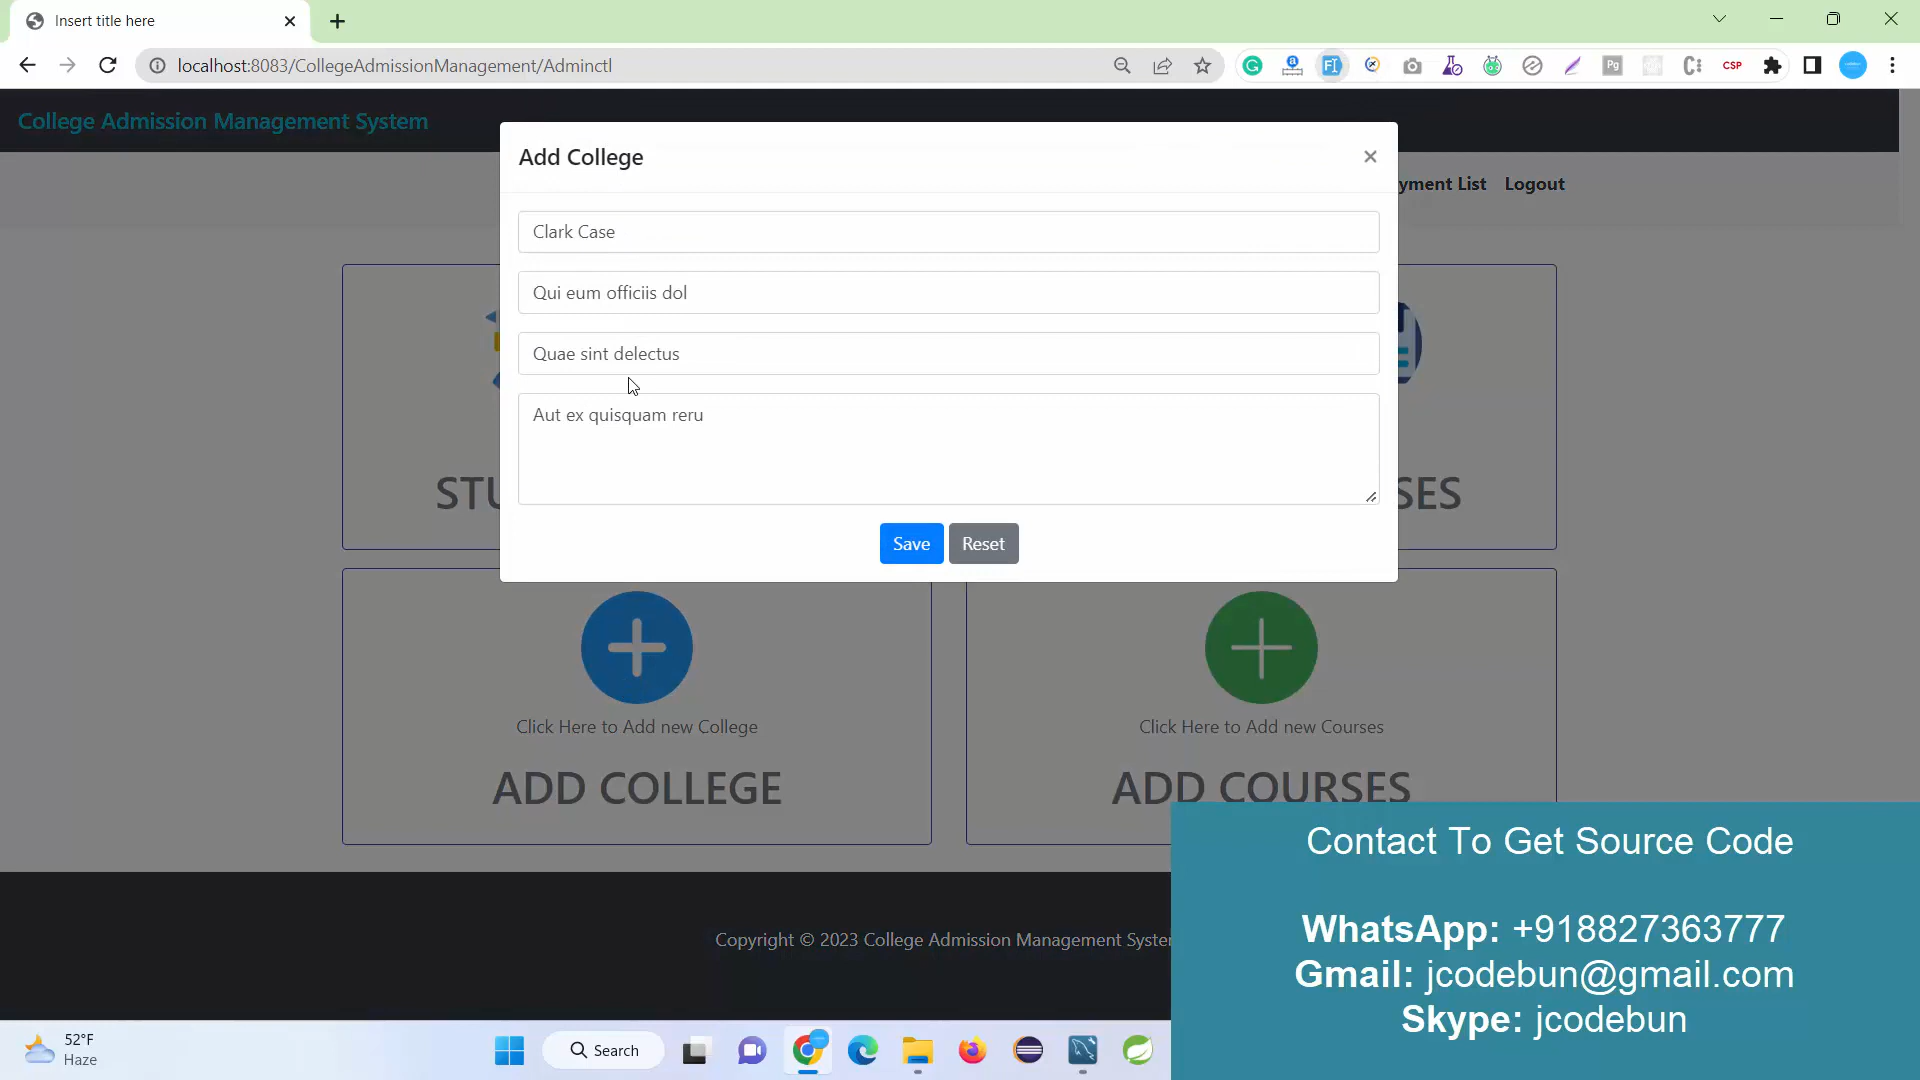 Insert title here
localhost:8083/CollegeAdmissionManagement/Adminctl
CSP
College Admission Management System
Add College
yment List Logout
Clark Case
Qui eum officiis dol
Quae sint delectus
Aut ex quisquam reru
STU
SES
Save Reset
Click Here to Add new College
Click Here to Add new Courses
ADD COLLEGE
ADD COURSES
Contact To Get Source Code
WhatsApp: +918827363777
Gmail: jcodebun@gmail.com
Skype: jcodebun
Copyright © 2023 College Admission Management Syste
52°F
Haze
Search